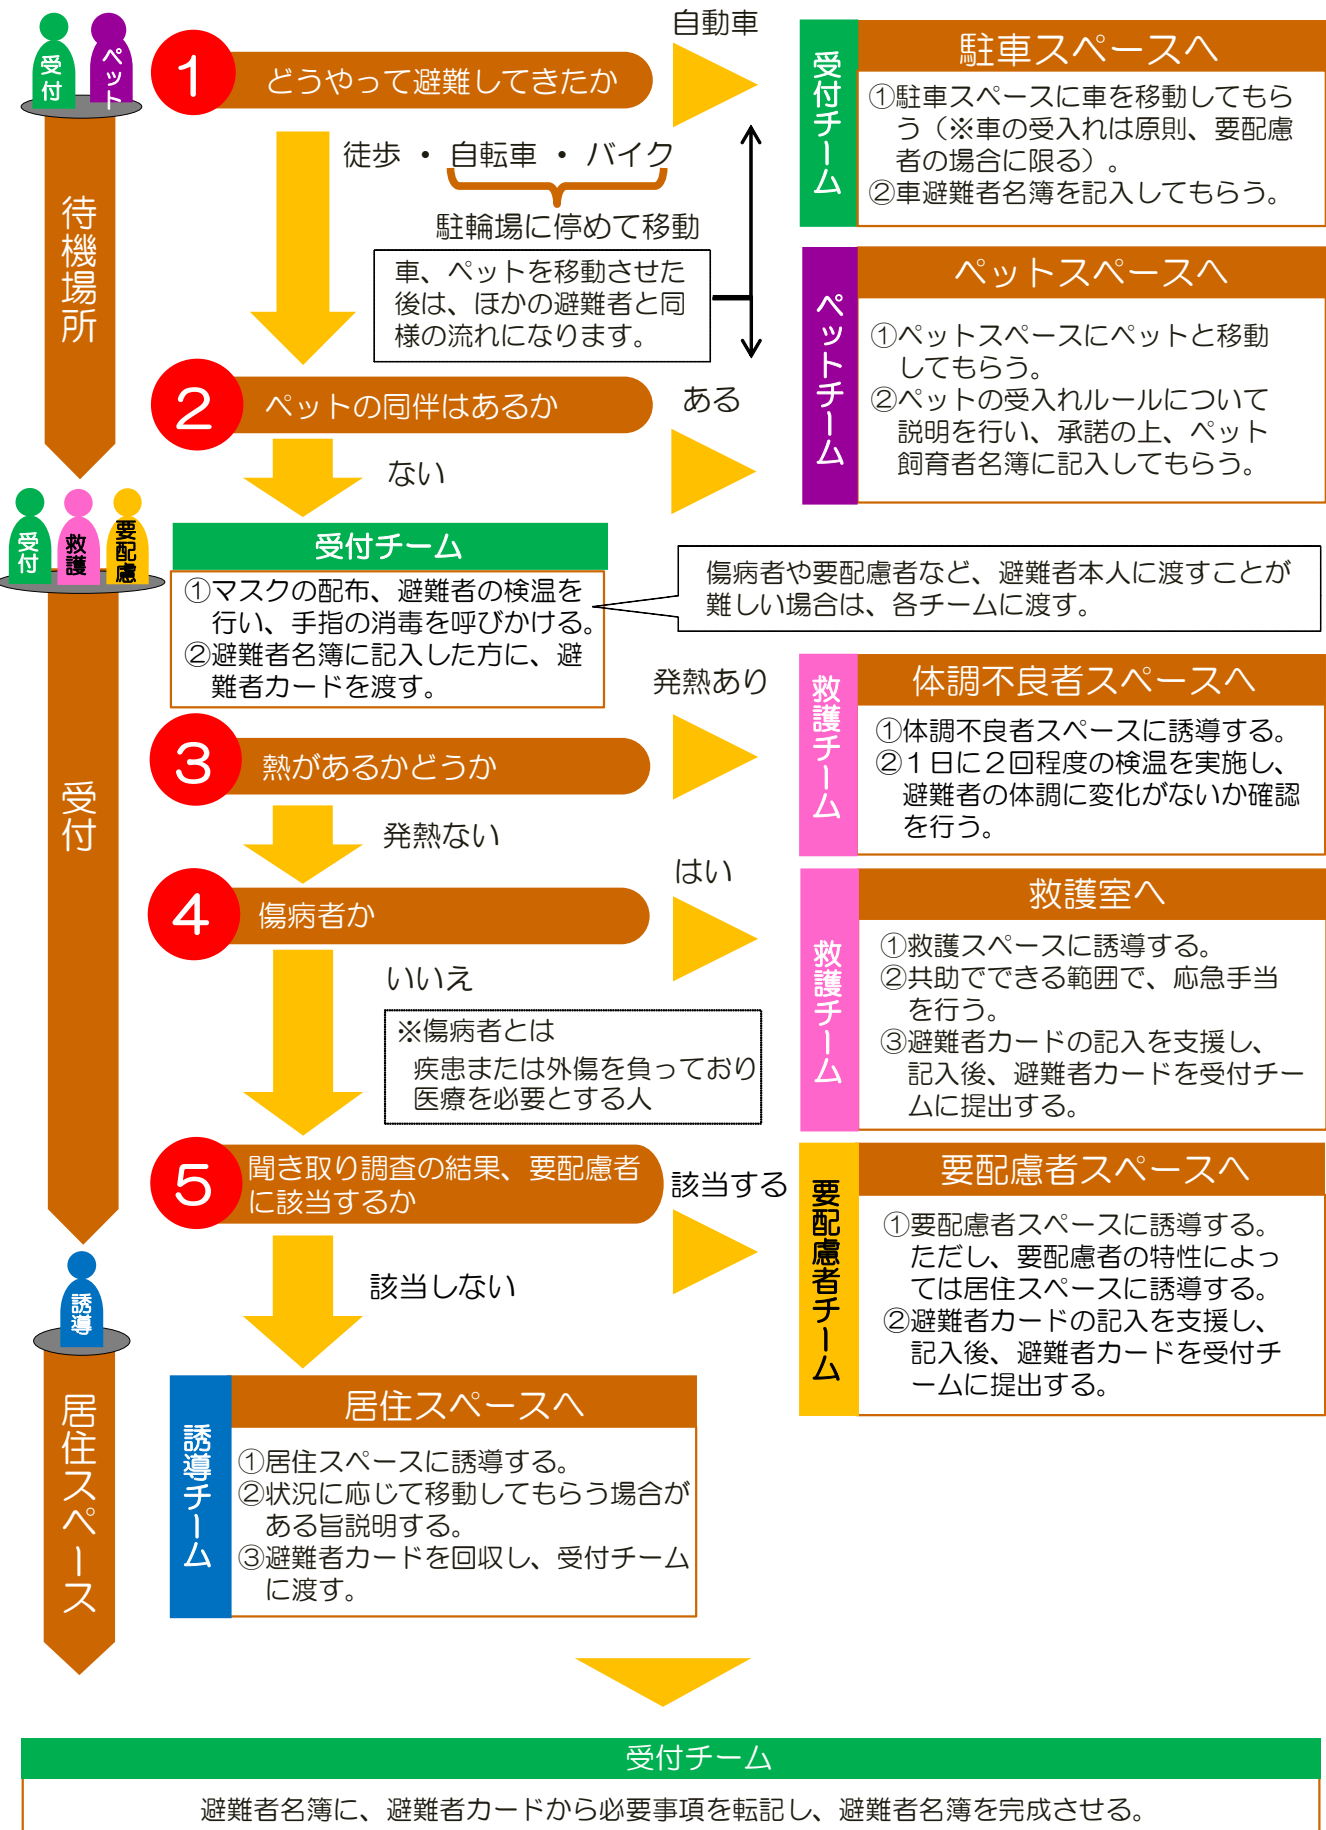 受付
ペット
1
どうやって避難してきたか
自動車
徒歩 ・ 自転車 ・ バイク
駐輪場に停めて移動
車、ペットを移動させた
後は、ほかの避難者と同
様の流れになります。
受付チーム
駐車スペースへ
①駐車スペースに車を移動してもら
う（※車の受入れは原則、要配慮
者の場合に限る）。
②車避難者名簿を記入してもらう。
待機場所
2
ペットの同伴はあるか
ある
ない
ペットチーム
ペットスペースへ
①ペットスペースにペットと移動
してもらう。
②ペットの受入れルールについて
説明を行い、承諾の上、ペット
飼育者名簿に記入してもらう。
受付
救護
要配慮
受付チーム
①マスクの配布、避難者の検温を
行い、手指の消毒を呼びかける。
②避難者名簿に記入した方に、避
難者カードを渡す。
傷病者や要配慮者など、避難者本人に渡すことが
難しい場合は、各チームに渡す。
受付
3
熱があるかどうか
発熱あり
発熱ない
救護チーム
体調不良者スペースへ
①体調不良者スペースに誘導する。
②１日に２回程度の検温を実施し、
避難者の体調に変化がないか確認
を行う。
4
傷病者か
はい
いいえ
※傷病者とは
疾患または外傷を負っており
医療を必要とする人
救護チーム
救護室へ
①救護スペースに誘導する。
②共助でできる範囲で、応急手当
を行う。
③避難者カードの記入を支援し、
記入後、避難者カードを受付チー
ムに提出する。
5
聞き取り調査の結果、要配慮者
に該当するか
該当する
該当しない
要配慮者チーム
要配慮者スペースへ
①要配慮者スペースに誘導する。
ただし、要配慮者の特性によっ
ては居住スペースに誘導する。
②避難者カードの記入を支援し、
記入後、避難者カードを受付チ
ームに提出する。
誘導
居住スペース
誘導チーム
居住スペースへ
①居住スペースに誘導する。
②状況に応じて移動してもらう場合が
ある旨説明する。
③避難者カードを回収し、受付チーム
に渡す。
受付チーム
避難者名簿に、避難者カードから必要事項を転記し、避難者名簿を完成させる。